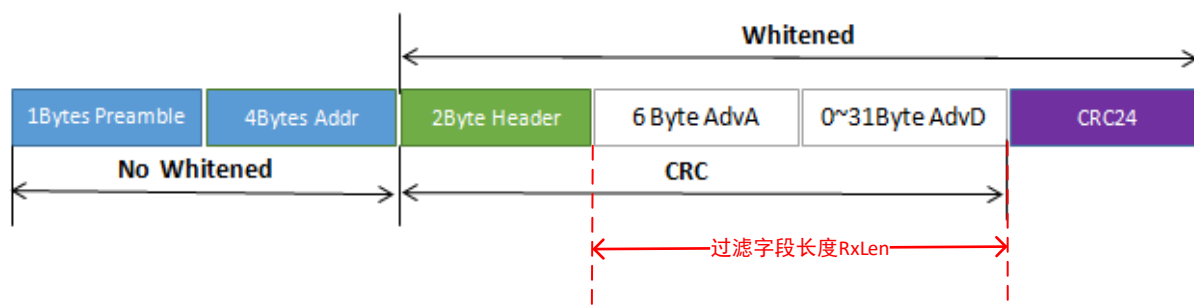 Whitened
1Bytes Preamble
4Bytes Addr
2Byte Header
6 Byte AdvA
0~31Byte AdvD
CRC24
No Whitened
CRC
过滤字段长度RxLen